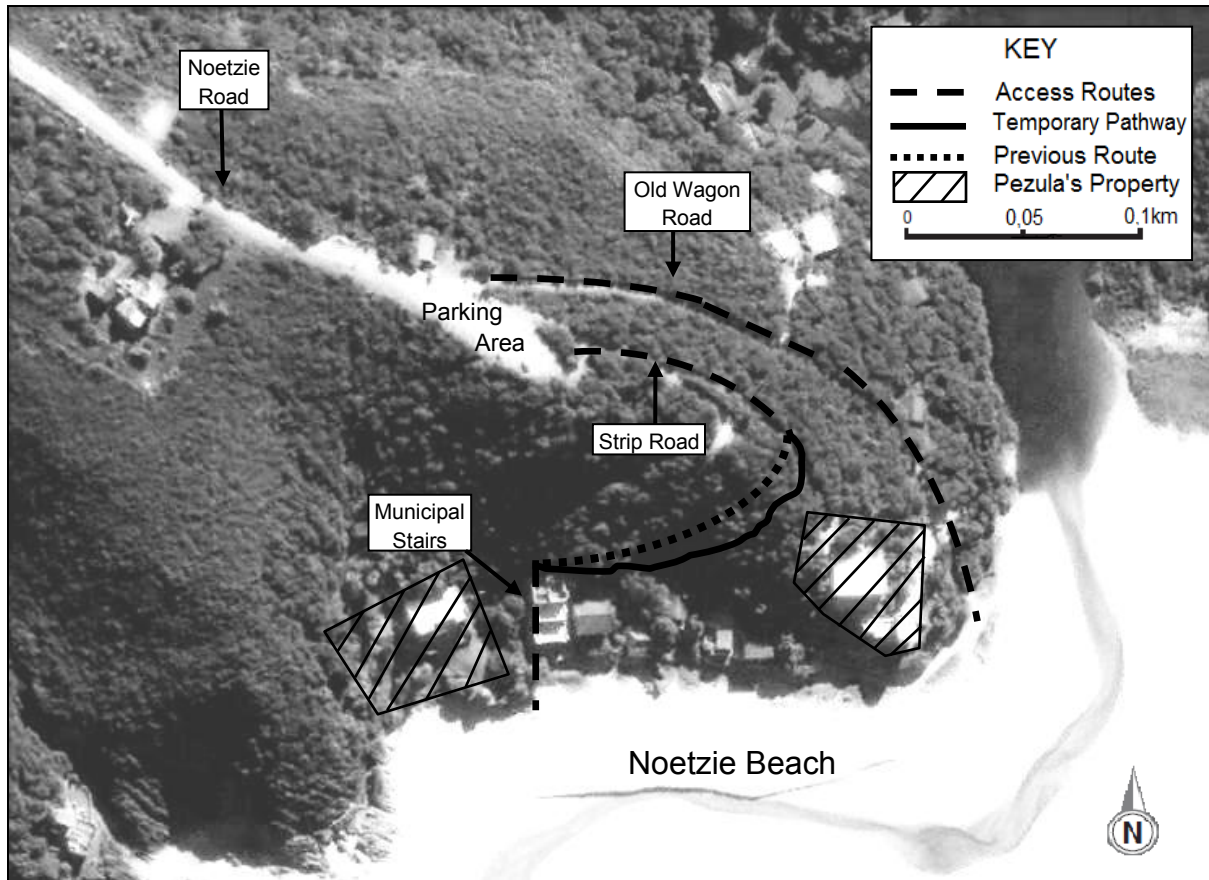 Noetzie
Road
KEY
Access Routes
Temporary Pathway
Previous Route
Pezula's Property
0 0,05 0,1km
Old Wagon
Road
Parking
Area
Strip Road
Municipal
Stairs
Noetzie Beach
N